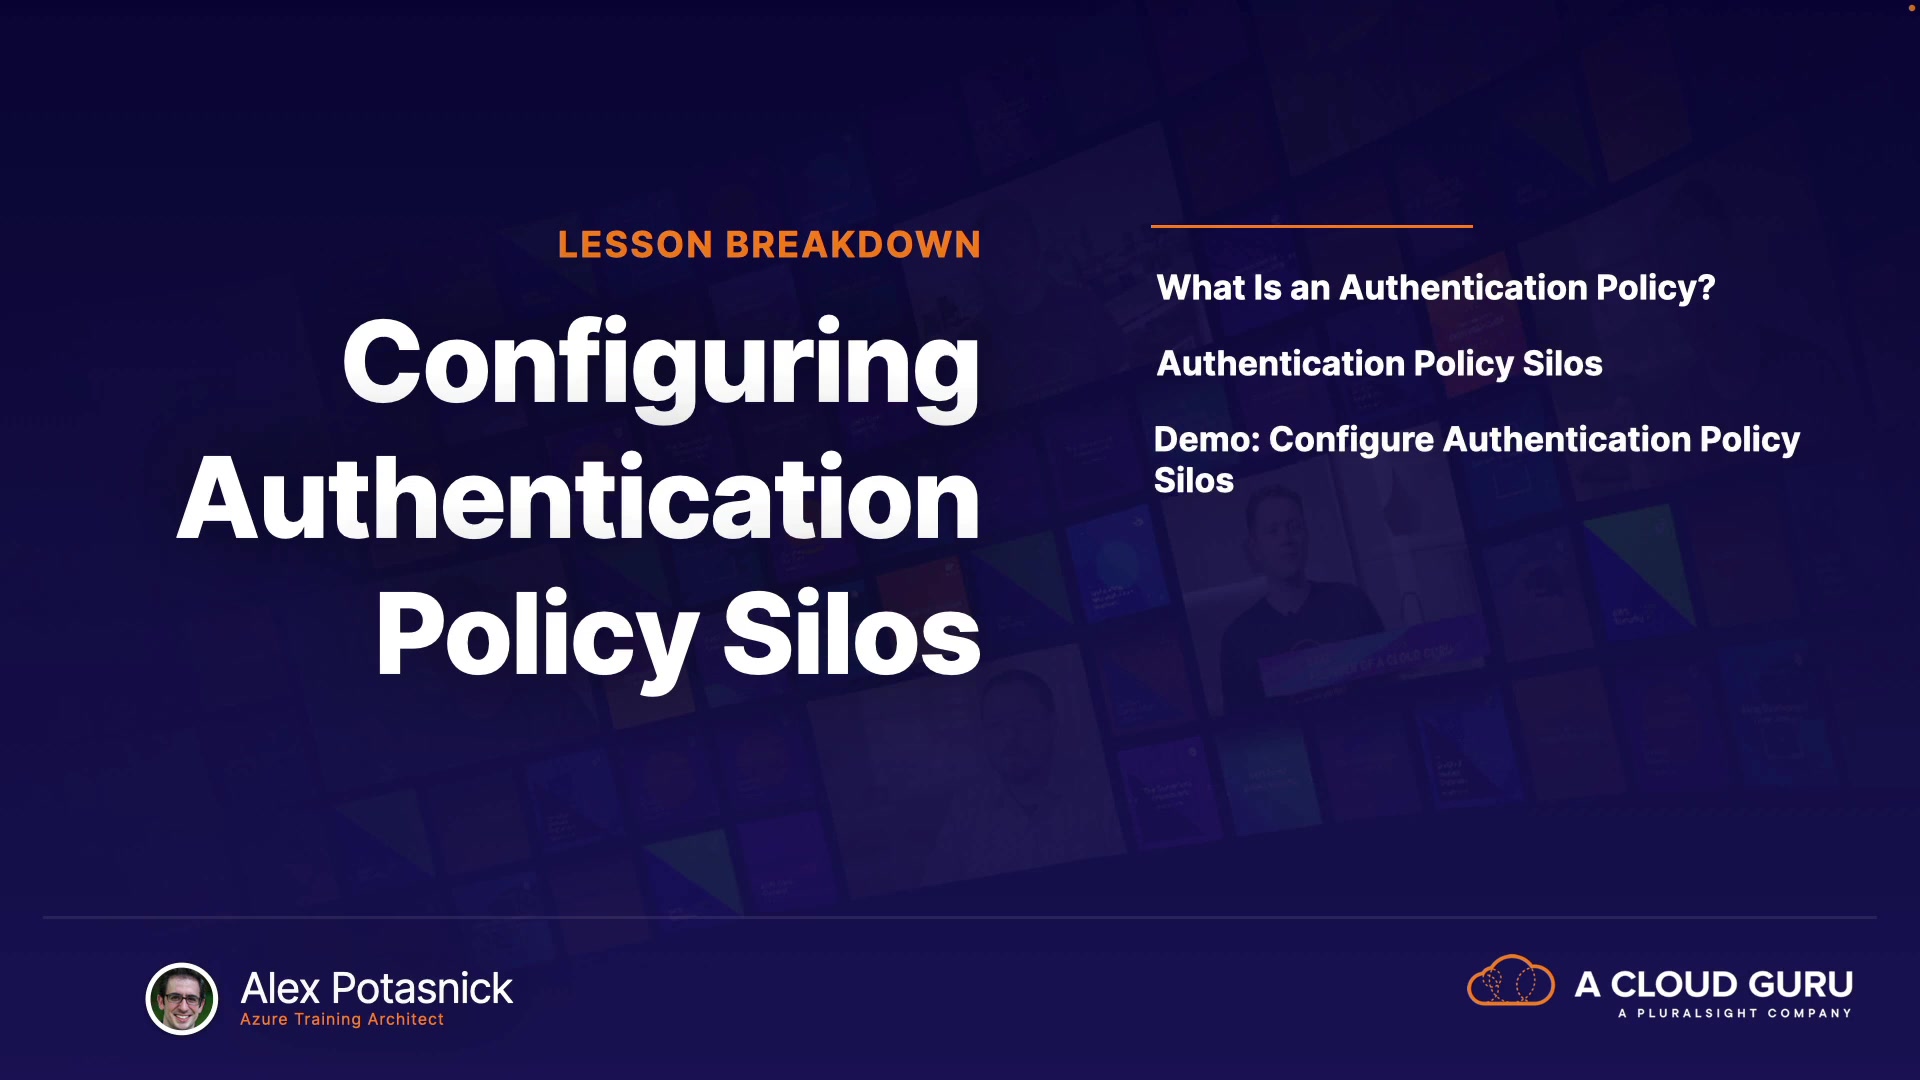 LESSON BREAKDOWN
Configuring
Authentication
Policy Silos
What Is an Authentication Policy?
Authentication Policy Silos
Demo: Configure Authentication Policy
Silos
Alex Potasnick
Azure Training Architect
A CLOUD GURU
A PLURALSIGHT COMPANY